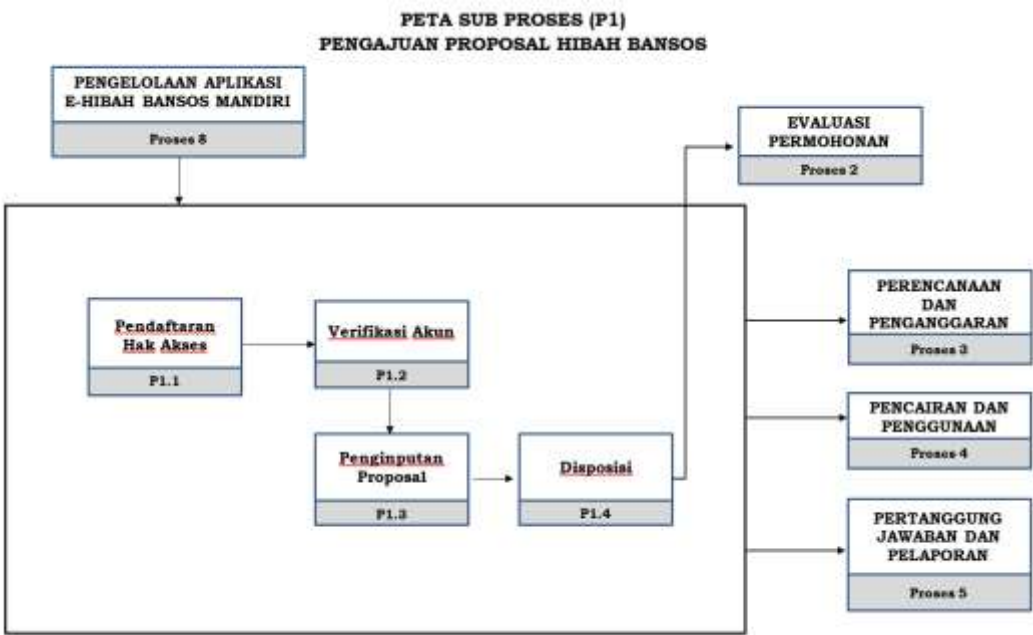 PETA SUB PROSES (P1)
PENGAJUAN PROPOSAL HIBAH BANSOS
PENGELOLAAN APLIKASI
E-HIBAH BANSOS MANDIRI
Proses 8
EVALUASI
PERMOHONAN
Proses 2
Pendaftaran
Hak Akses
P1.1
Verifikasi Akun
P1.2
Penginputan
Proposal
P1.3
Disposisi
P1.4
PERENCANAAN
DAN
PENGANGGARAN
Proses 3
PENCAIRAN DAN
PENGGUNAAN
Proses 4
PERTANGGUNG
JAWABAN DAN
PELAPORAN
Proses 5